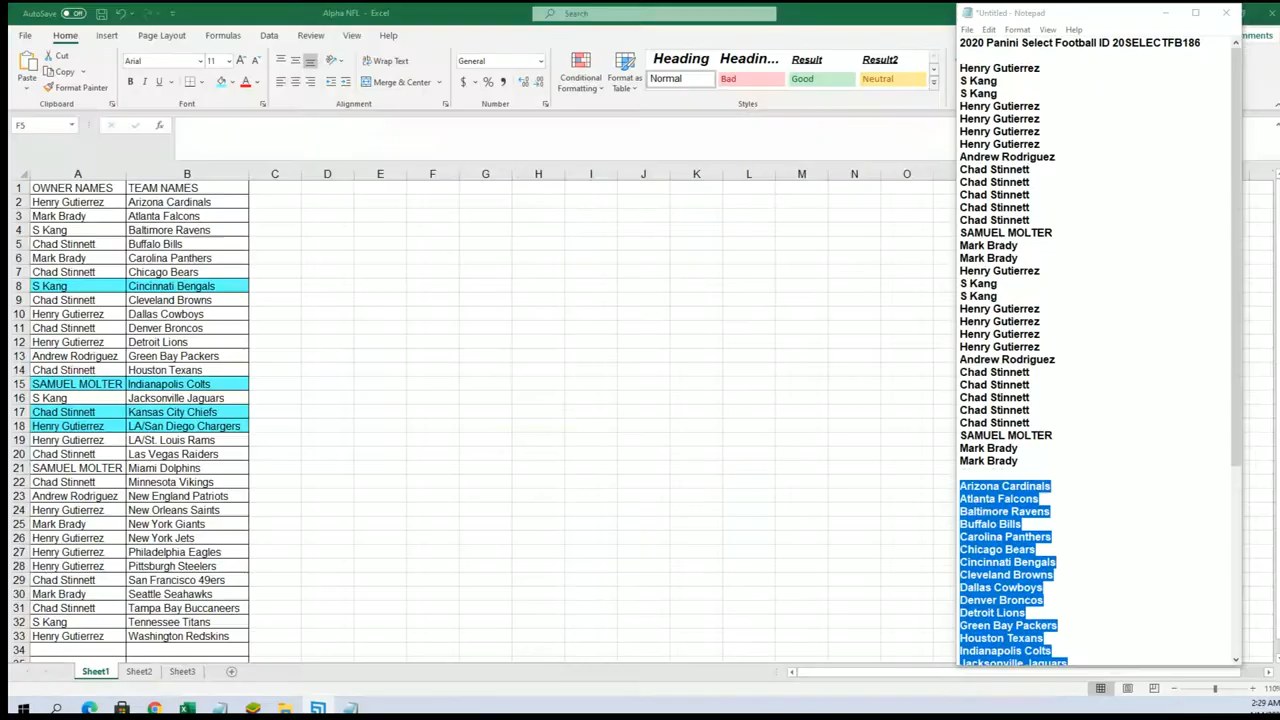 AutoSave Off
Alpha NFL - Excel
Search
File Home Insert Page Layout Formulas Data Review View Help
Comments
Paste
Cut
Copy
Format Painter
Clipboard
Arial 11
B I U
Font
Wrap Text
Merge & Center
Alignment
General
Number
Conditional Formatting
Format as Table
Heading Headin... Result Result2
Normal Bad Good Neutral
Styles
F5
fx
A B C D E F G H I J K L M N O
1 OWNER NAMES TEAM NAMES
2 Henry Gutierrez Arizona Cardinals
3 Mark Brady Atlanta Falcons
4 S Kang Baltimore Ravens
5 Chad Stinnett Buffalo Bills
6 Mark Brady Carolina Panthers
7 Chad Stinnett Chicago Bears
8 S Kang Cincinnati Bengals
9 Chad Stinnett Cleveland Browns
10 Henry Gutierrez Dallas Cowboys
11 Chad Stinnett Denver Broncos
12 Henry Gutierrez Detroit Lions
13 Andrew Rodriguez Green Bay Packers
14 Chad Stinnett Houston Texans
15 SAMUEL MOLTER Indianapolis Colts
16 S Kang Jacksonville Jaguars
17 Chad Stinnett Kansas City Chiefs
18 Henry Gutierrez LA/San Diego Chargers
19 Henry Gutierrez LA/St. Louis Rams
20 Chad Stinnett Las Vegas Raiders
21 SAMUEL MOLTER Miami Dolphins
22 Chad Stinnett Minnesota Vikings
23 Andrew Rodriguez New England Patriots
24 Henry Gutierrez New Orleans Saints
25 Mark Brady New York Giants
26 Henry Gutierrez New York Jets
27 Henry Gutierrez Philadelphia Eagles
28 Henry Gutierrez Pittsburgh Steelers
29 Chad Stinnett San Francisco 49ers
30 Mark Brady Seattle Seahawks
31 Chad Stinnett Tampa Bay Buccaneers
32 S Kang Tennessee Titans
33 Henry Gutierrez Washington Redskins
34
Sheet1 Sheet2 Sheet3
*Untitled - Notepad
File Edit Format View Help
2020 Panini Select Football ID 20SELECTFB186
Henry Gutierrez
S Kang
S Kang
Henry Gutierrez
Henry Gutierrez
Henry Gutierrez
Henry Gutierrez
Andrew Rodriguez
Chad Stinnett
Chad Stinnett
Chad Stinnett
Chad Stinnett
Chad Stinnett
SAMUEL MOLTER
Mark Brady
Mark Brady
Henry Gutierrez
S Kang
S Kang
Henry Gutierrez
Henry Gutierrez
Henry Gutierrez
Henry Gutierrez
Andrew Rodriguez
Chad Stinnett
Chad Stinnett
Chad Stinnett
Chad Stinnett
Chad Stinnett
SAMUEL MOLTER
Mark Brady
Mark Brady
Arizona Cardinals
Atlanta Falcons
Baltimore Ravens
Buffalo Bills
Carolina Panthers
Chicago Bears
Cincinnati Bengals
Cleveland Browns
Dallas Cowboys
Denver Broncos
Detroit Lions
Green Bay Packers
Houston Texans
Indianapolis Colts
Jacksonville Jaguars
110%
2:29 AM